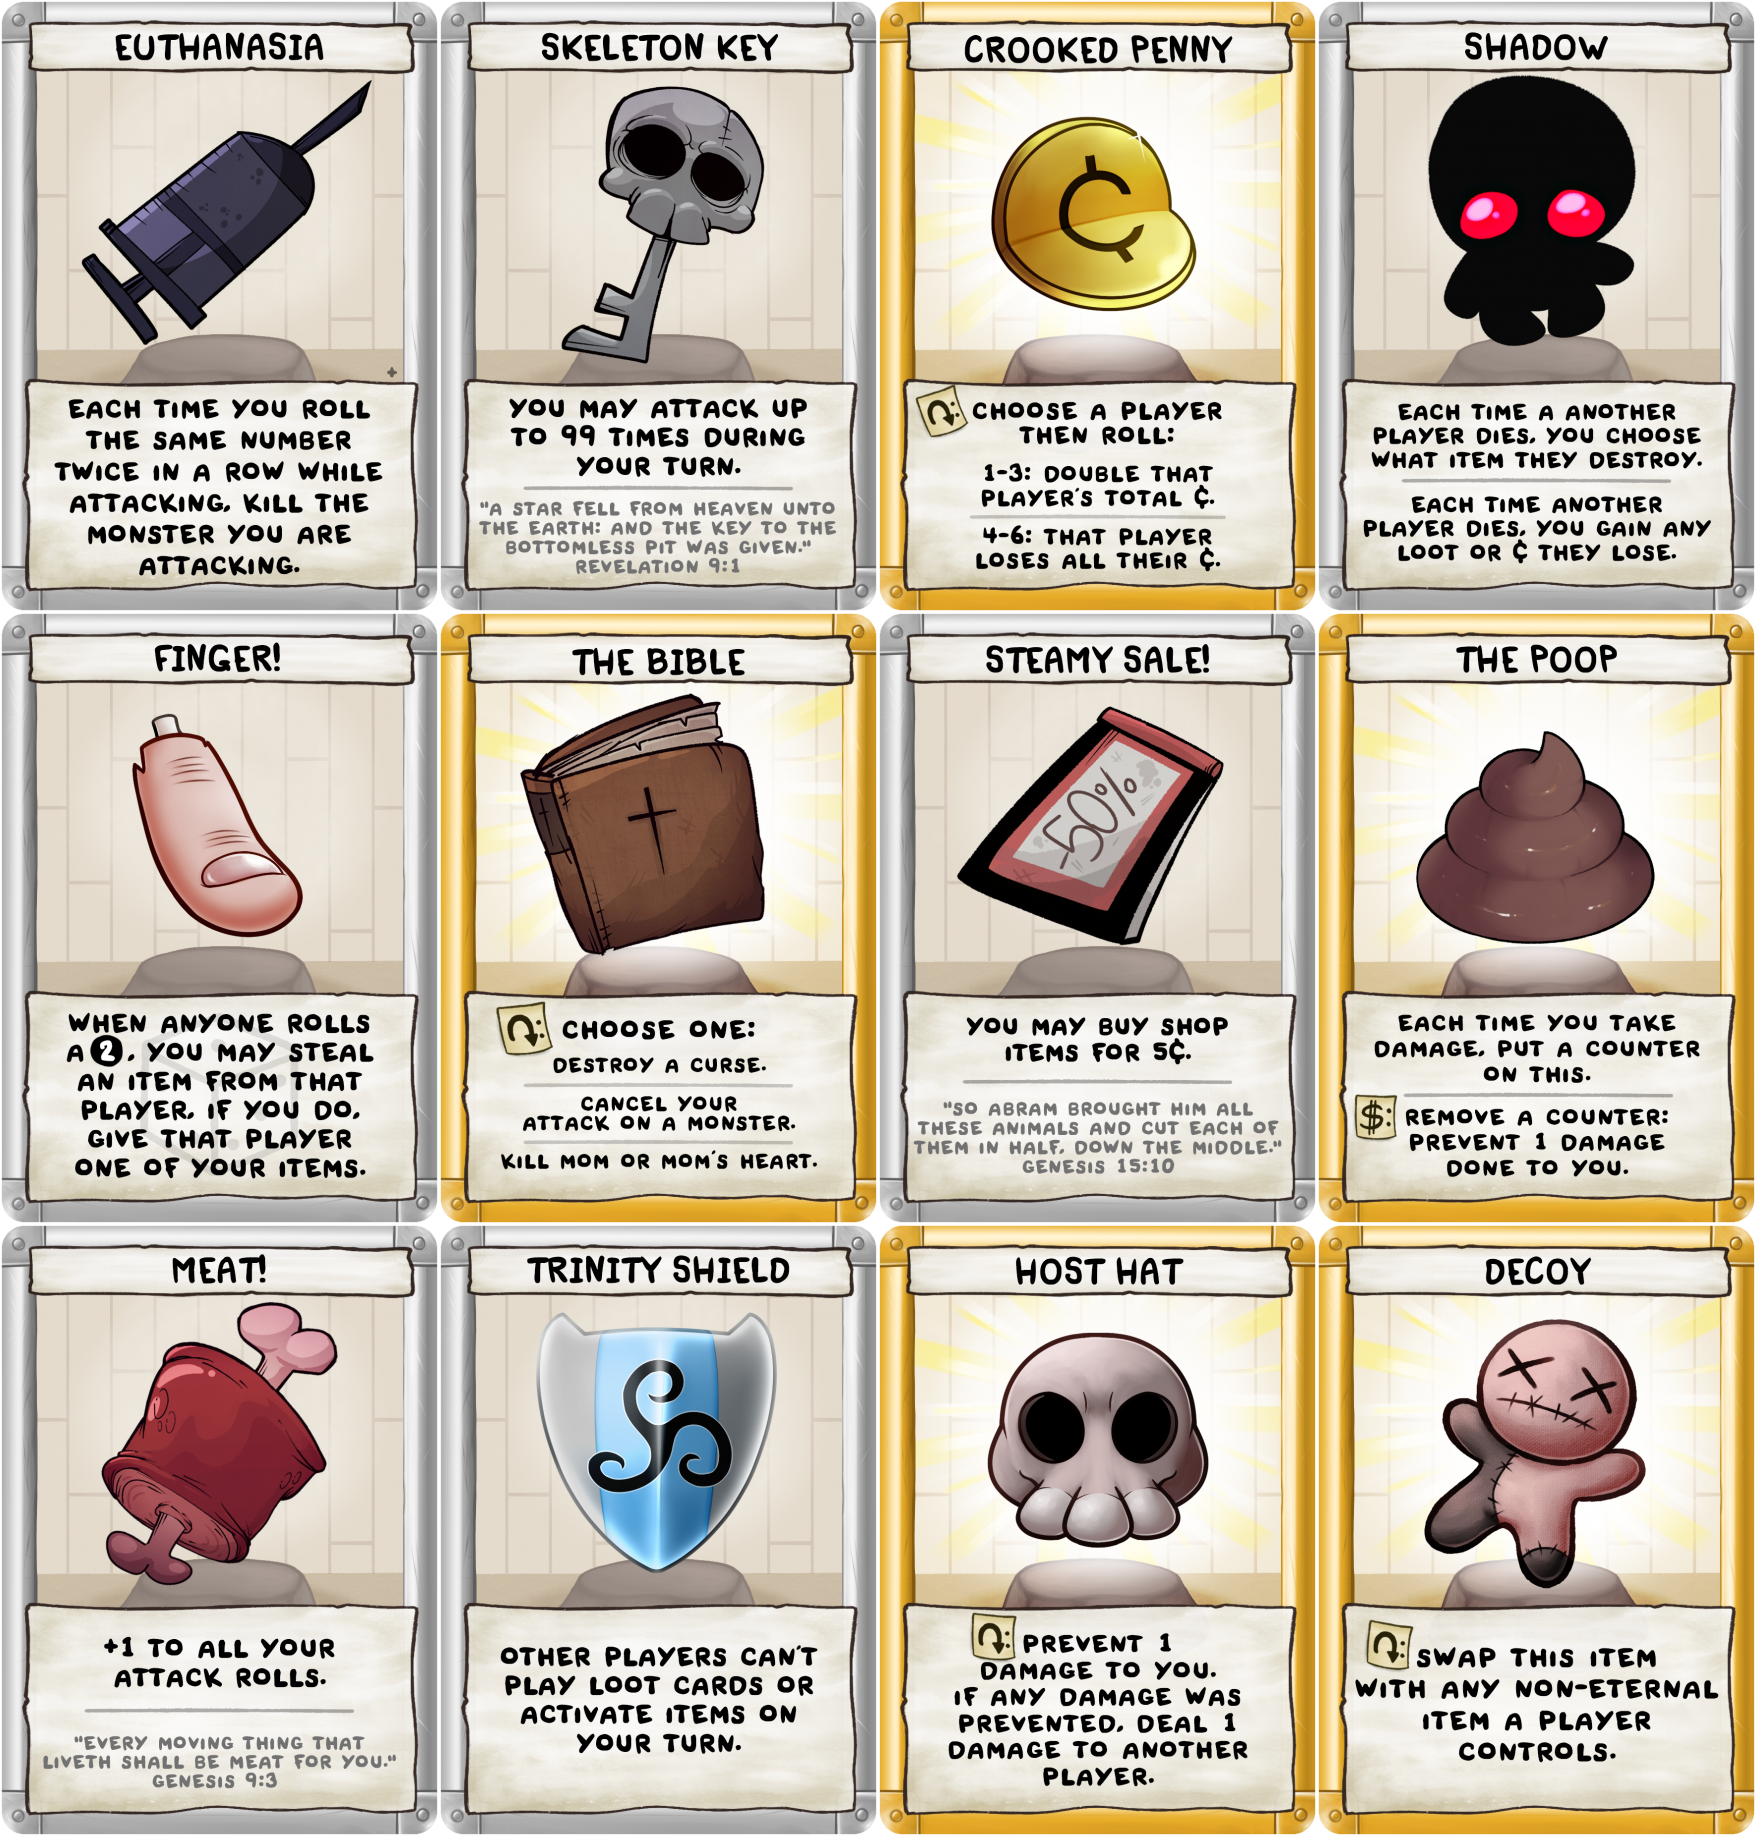 EUTHANASIA
EACH TIME YOU ROLL
THE SAME NUMBER
TWICE IN A ROW WHILE
ATTACKING, KILL THE
MONSTER YOU ARE
ATTACKING.
SKELETON KEY
YOU MAY ATTACK UP
TO 99 TIMES DURING
YOUR TURN.
"A STAR FELL FROM HEAVEN UNTO
THE EARTH: AND THE KEY TO THE
BOTTOMLESS PIT WAS GIVEN."
REVELATION 9:1
CROOKED PENNY
¢
CHOOSE A PLAYER
THEN ROLL:
1-3: DOUBLE THAT
PLAYER'S TOTAL ¢.
4-6: THAT PLAYER
LOSES ALL THEIR ¢.
SHADOW
EACH TIME A ANOTHER
PLAYER DIES, YOU CHOOSE
WHAT ITEM THEY DESTROY.
EACH TIME ANOTHER
PLAYER DIES, YOU GAIN ANY
LOOT OR ¢ THEY LOSE.
FINGER!
WHEN ANYONE ROLLS
A 2, YOU MAY STEAL
AN ITEM FROM THAT
PLAYER. IF YOU DO,
GIVE THAT PLAYER
ONE OF YOUR ITEMS.
THE BIBLE
CHOOSE ONE:
DESTROY A CURSE.
CANCEL YOUR
ATTACK ON A MONSTER.
KILL MOM OR MOM'S HEART.
STEAMY SALE!
-50%
YOU MAY BUY SHOP
ITEMS FOR 5¢.
"SO ABRAM BROUGHT HIM ALL
THESE ANIMALS AND CUT EACH OF
THEM IN HALF, DOWN THE MIDDLE."
GENESIS 15:10
THE POOP
EACH TIME YOU TAKE
DAMAGE, PUT A COUNTER
ON THIS.
$: REMOVE A COUNTER:
PREVENT 1 DAMAGE
DONE TO YOU.
MEAT!
+1 TO ALL YOUR
ATTACK ROLLS.
"EVERY MOVING THING THAT
LIVETH SHALL BE MEAT FOR YOU."
GENESIS 9:3
TRINITY SHIELD
OTHER PLAYERS CAN'T
PLAY LOOT CARDS OR
ACTIVATE ITEMS ON
YOUR TURN.
HOST HAT
PREVENT 1
DAMAGE TO YOU.
IF ANY DAMAGE WAS
PREVENTED, DEAL 1
DAMAGE TO ANOTHER
PLAYER.
DECOY
SWAP THIS ITEM
WITH ANY NON-ETERNAL
ITEM A PLAYER
CONTROLS.